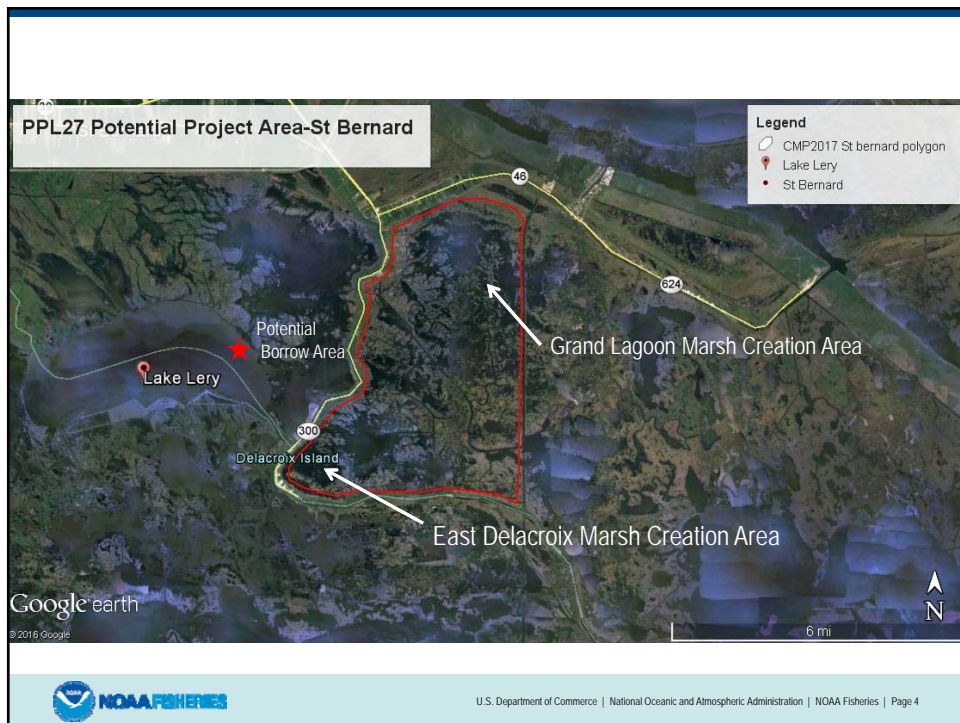 PPL27 Potential Project Area-St Bernard
Legend
CMP2017 St bernard polygon
Lake Lery
St Bernard
46
624
Potential
Borrow Area
Grand Lagoon Marsh Creation Area
Lake Lery
300
Delacroix Island
East Delacroix Marsh Creation Area
Google earth
© 2016 Google
N
6 mi
NOAA FISHERIES
U.S. Department of Commerce | National Oceanic and Atmospheric Administration | NOAA Fisheries | Page 4